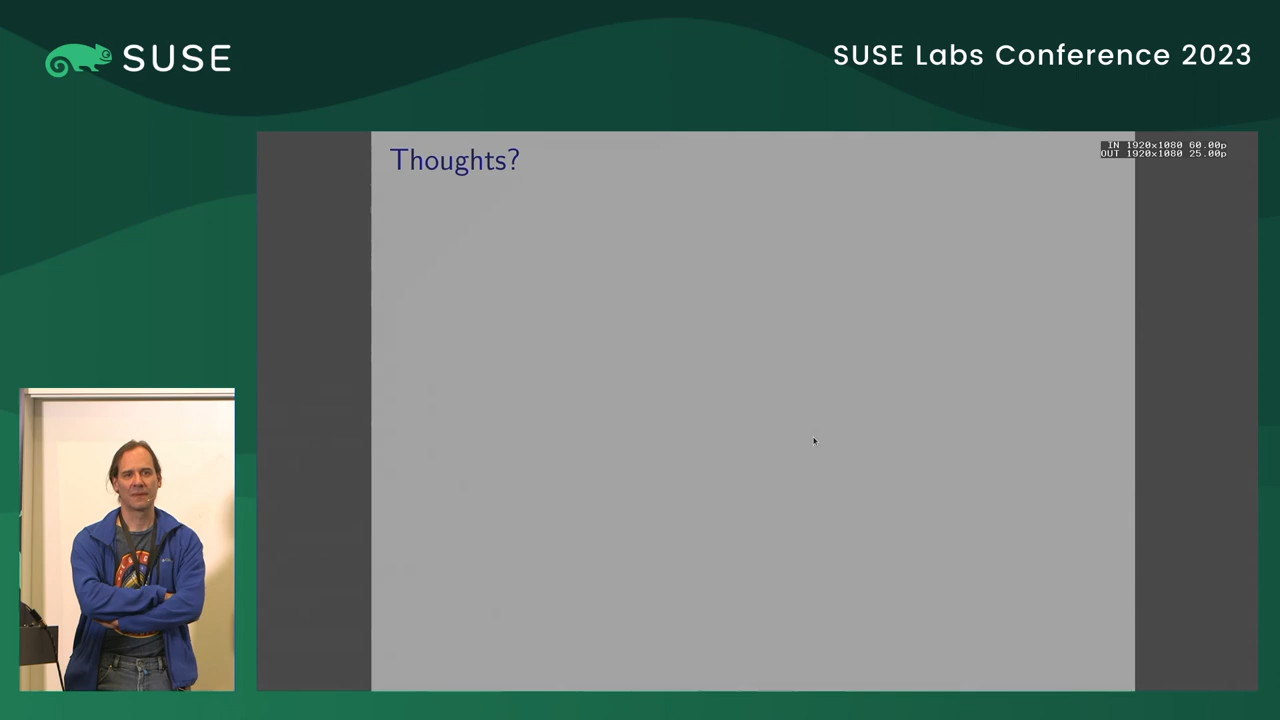 SUSE
SUSE Labs Conference 2023
Thoughts?
IN 1920x1080 60.00p
OUT 1920x1080 25.00p